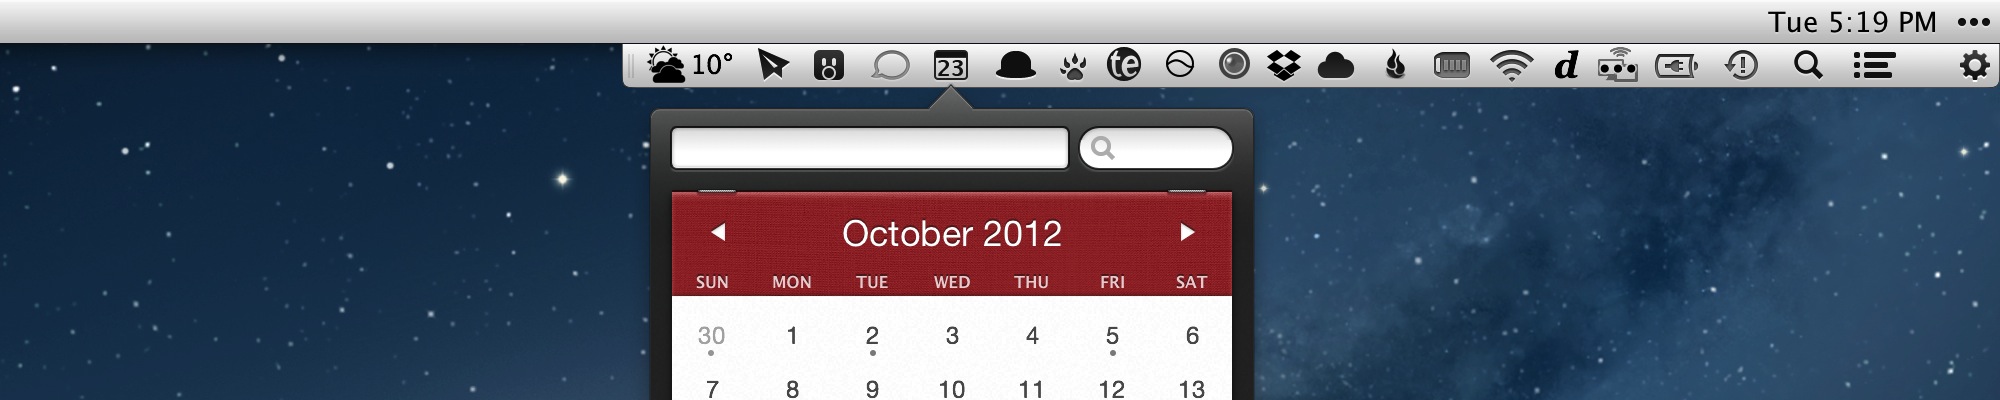 Tue 5:19 PM
10° te 23 d
October 2012
SUN MON TUE WED THU FRI SAT
30 1 2 3 4 5 6
7 8 9 10 11 12 13